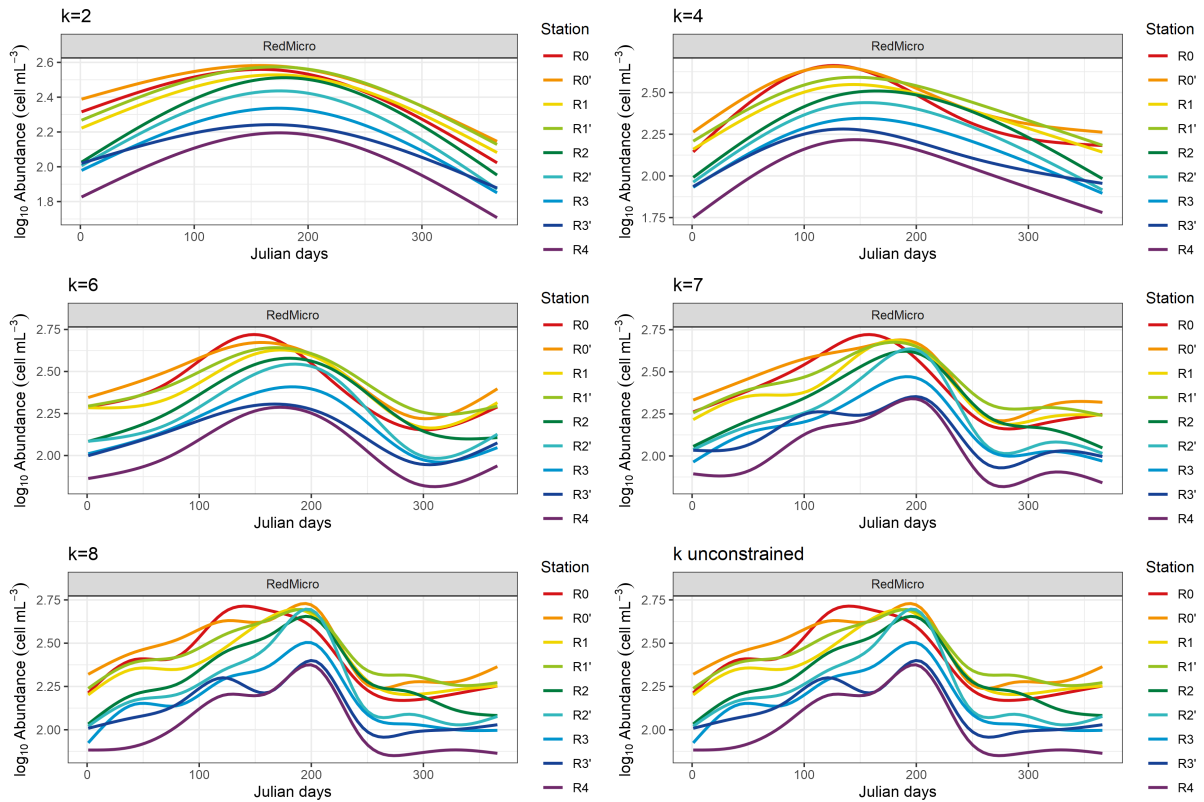 k=2
RedMicro
log₁₀ Abundance (cell mL⁻³)
2.6
2.4
2.2
2.0
1.8
0 100 200 300
Julian days
Station
R0
R0'
R1
R1'
R2
R2'
R3
R3'
R4
k=4
RedMicro
log₁₀ Abundance (cell mL⁻³)
2.50
2.25
2.00
1.75
0 100 200 300
Julian days
Station
R0
R0'
R1
R1'
R2
R2'
R3
R3'
R4
k=6
RedMicro
log₁₀ Abundance (cell mL⁻³)
2.75
2.50
2.25
2.00
0 100 200 300
Julian days
Station
R0
R0'
R1
R1'
R2
R2'
R3
R3'
R4
k=7
RedMicro
log₁₀ Abundance (cell mL⁻³)
2.75
2.50
2.25
2.00
0 100 200 300
Julian days
Station
R0
R0'
R1
R1'
R2
R2'
R3
R3'
R4
k=8
RedMicro
log₁₀ Abundance (cell mL⁻³)
2.75
2.50
2.25
2.00
0 100 200 300
Julian days
Station
R0
R0'
R1
R1'
R2
R2'
R3
R3'
R4
k unconstrained
RedMicro
log₁₀ Abundance (cell mL⁻³)
2.75
2.50
2.25
2.00
0 100 200 300
Julian days
Station
R0
R0'
R1
R1'
R2
R2'
R3
R3'
R4